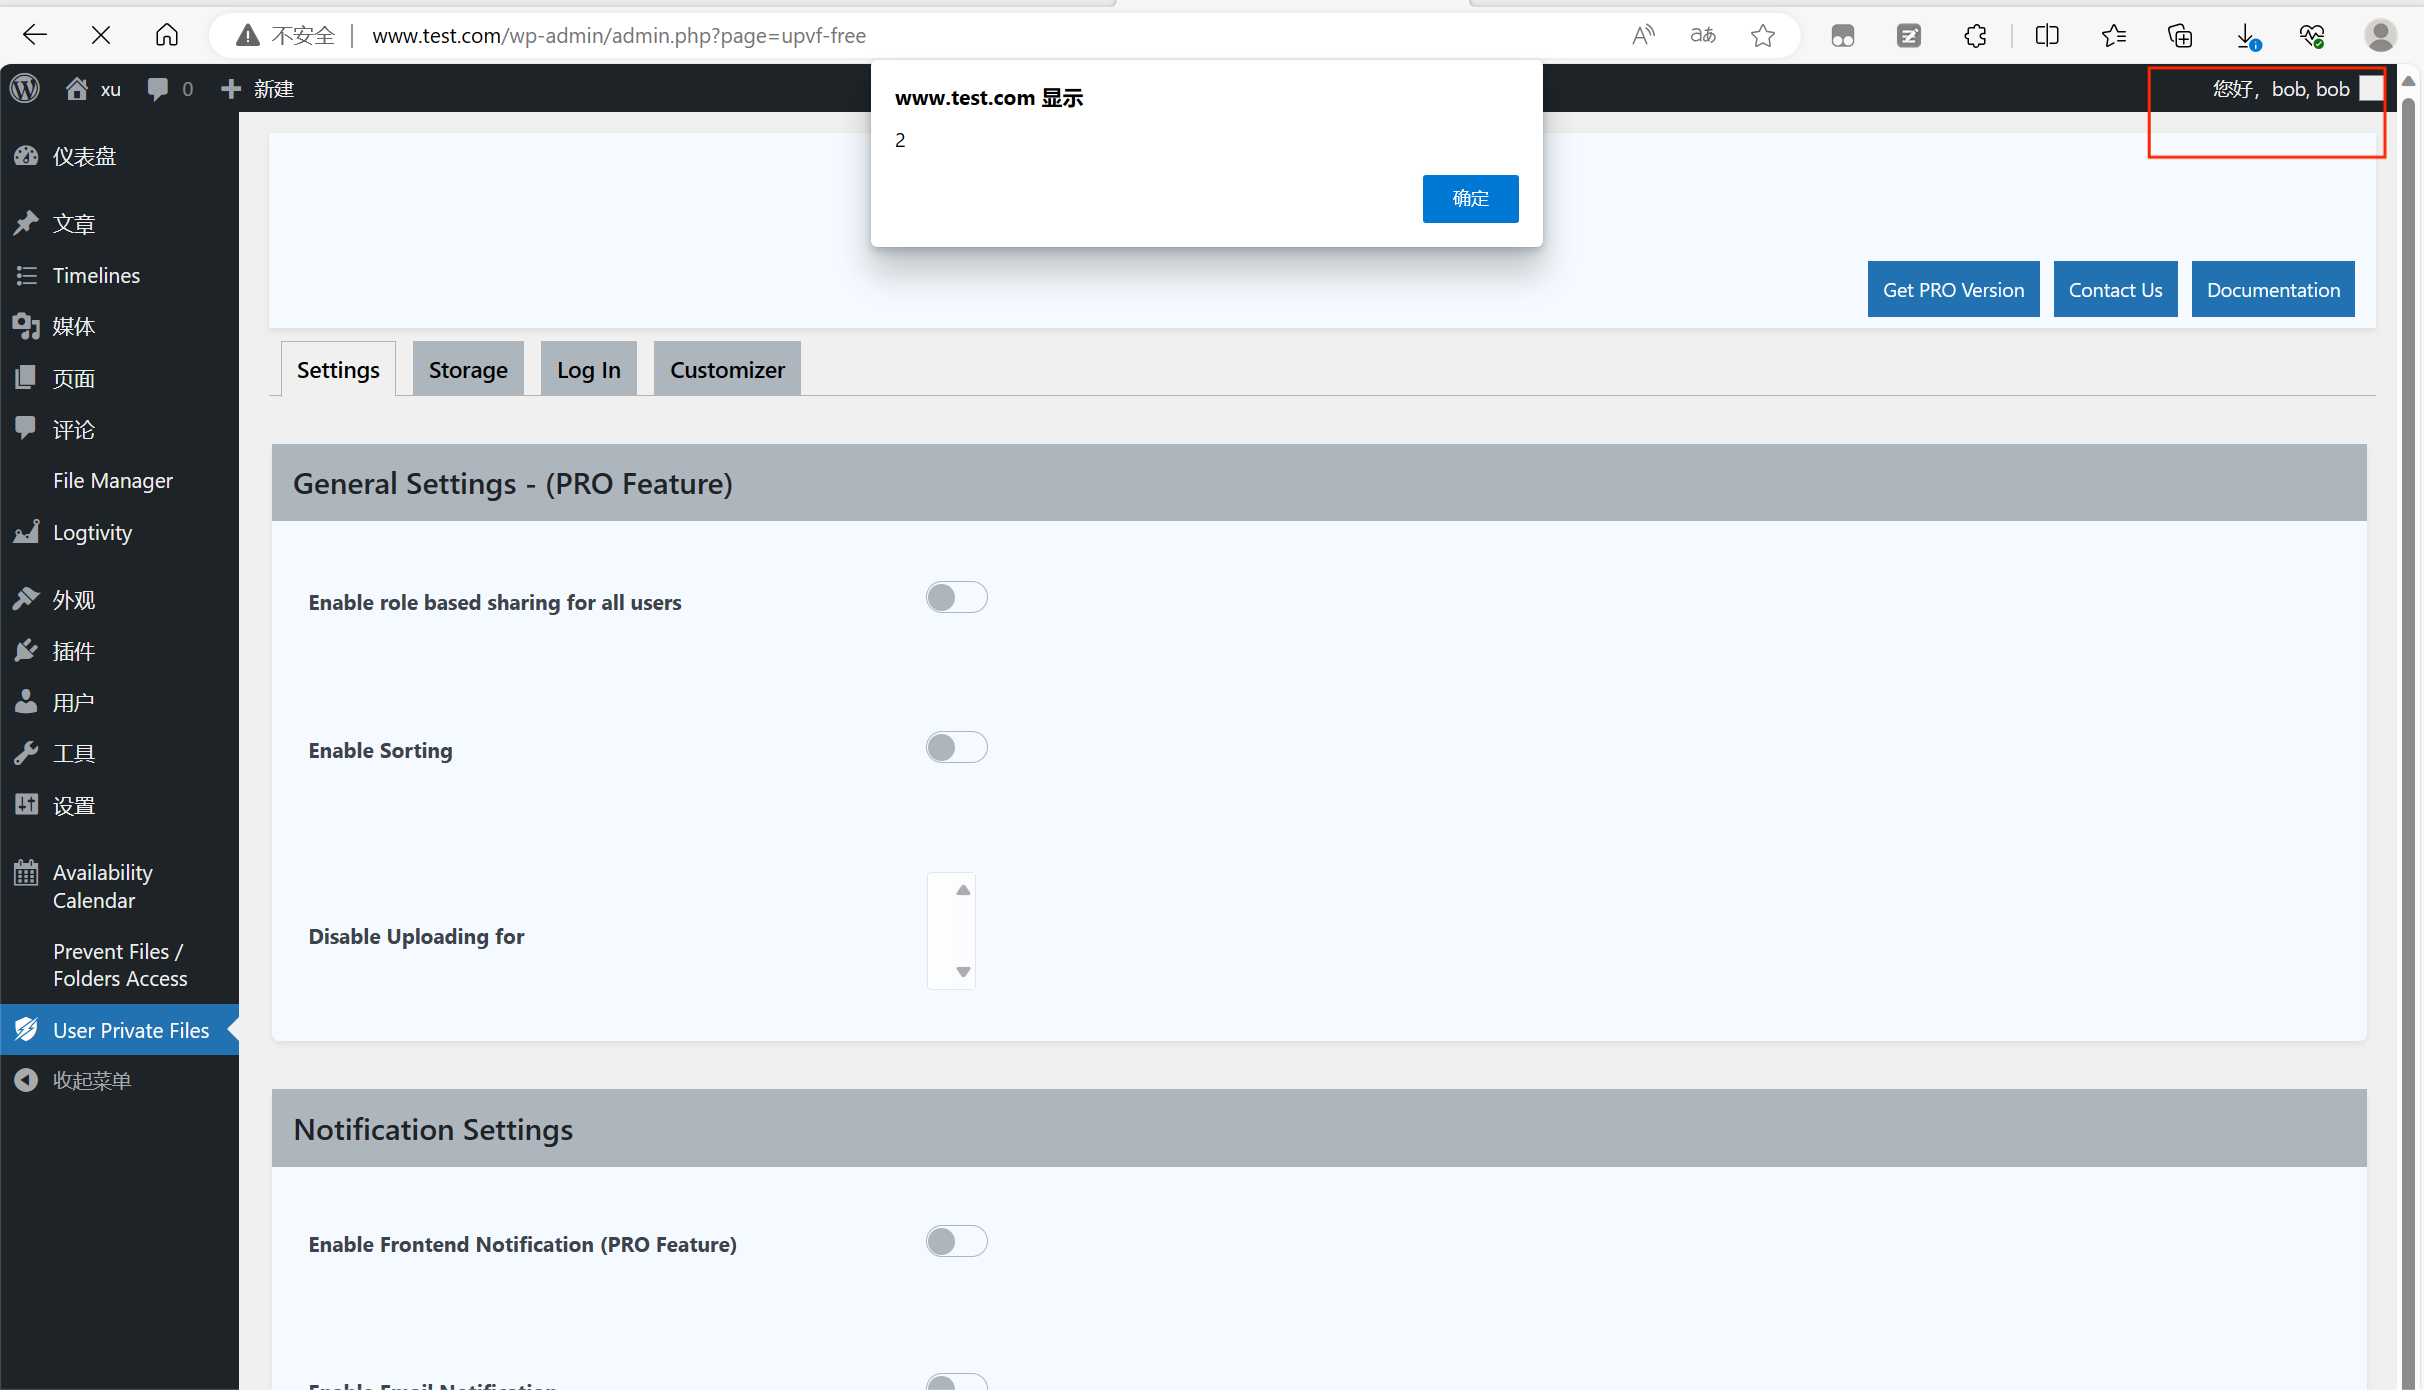 不安全 www.test.com/wp-admin/admin.php?page=upvf-free
xu 0 新建 您好，bob, bob
www.test.com 显示
2
确定
仪表盘
文章
Timelines
媒体
页面
评论
File Manager
Logtivity
外观
插件
用户
工具
设置
Availability
Calendar
Prevent Files /
Folders Access
User Private Files
收起菜单
Get PRO Version Contact Us Documentation
Settings Storage Log In Customizer
General Settings - (PRO Feature)
Enable role based sharing for all users
Enable Sorting
Disable Uploading for
Notification Settings
Enable Frontend Notification (PRO Feature)
Enable Email Notification